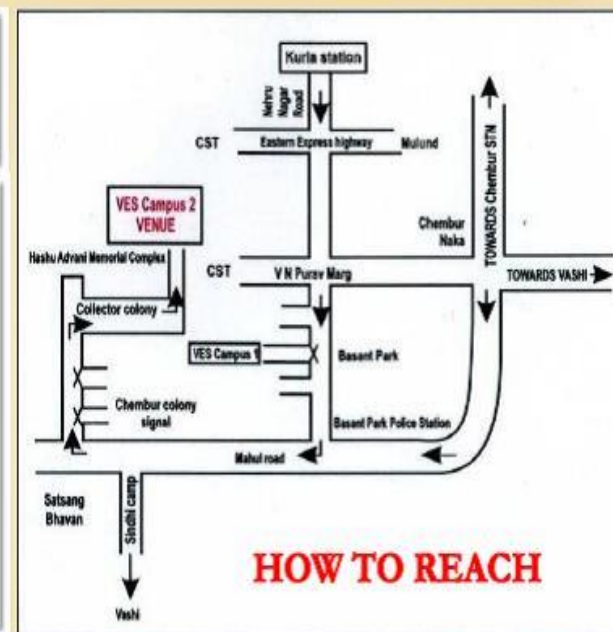 Kurla station
Nehru
Nagar
Road
CST
Eastern Express highway
Mulund
TOWARDS Chembur STN
VES Campus 2
VENUE
Chembur
Naka
Hashu Advani Memorial Complex
CST
V N Purav Marg
TOWARDS VASHI
Collector colony
VES Campus 1
Basant Park
Chembur colony
signal
Basant Park Police Station
Mahul road
Satsang
Bhavan
Sindhi camp
HOW TO REACH
Vashi